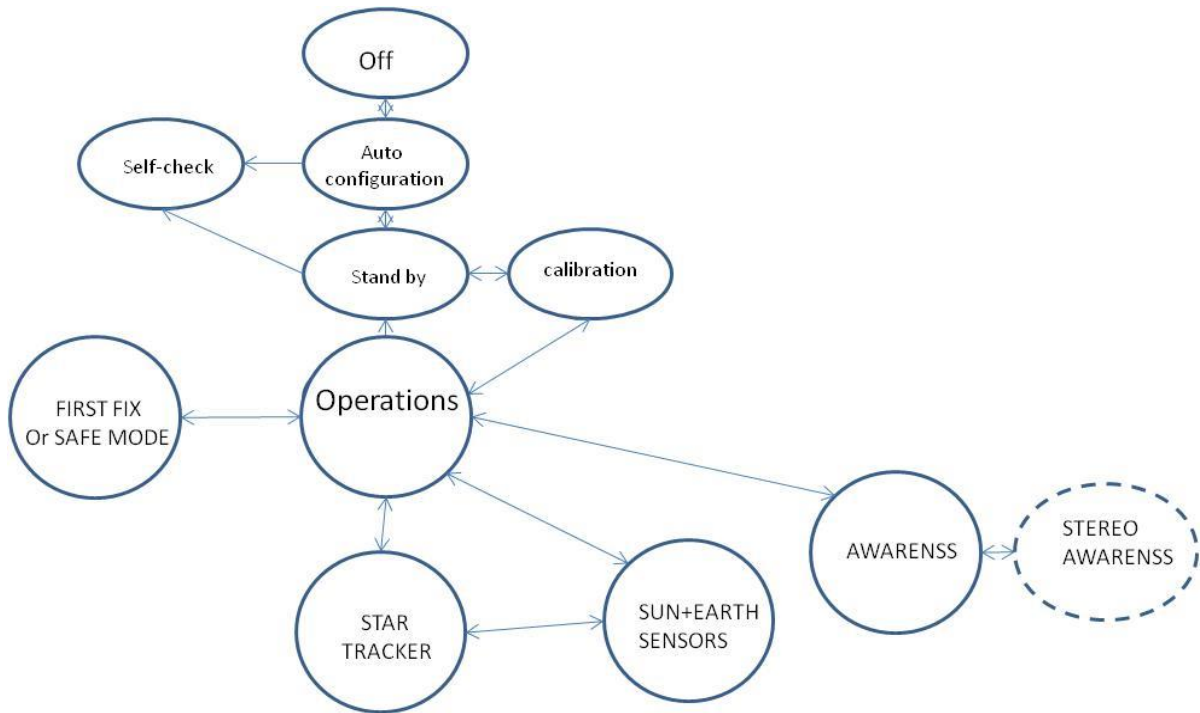 Off
Self-check
Auto
configuration
Stand by
calibration
Operations
FIRST FIX
Or SAFE MODE
AWARENSS
STEREO
AWARENSS
STAR
TRACKER
SUN+EARTH
SENSORS